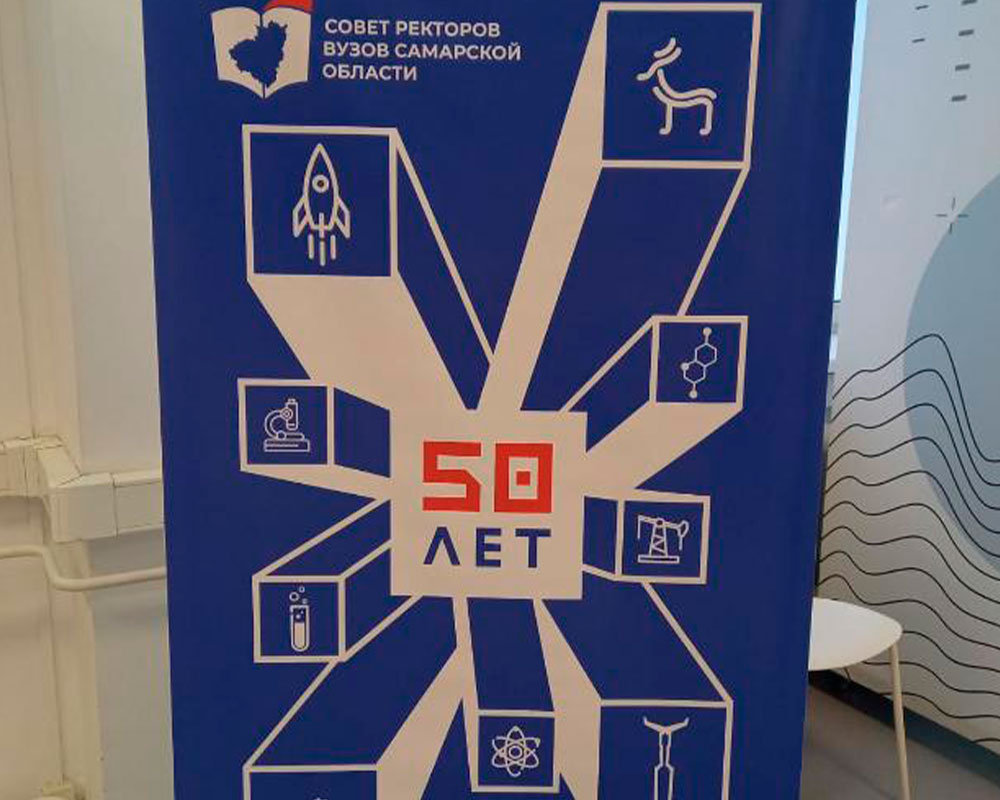 СОВЕТ РЕКТОРОВ
ВУЗОВ САМАРСКОЙ
ОБЛАСТИ
50
ЛЕТ